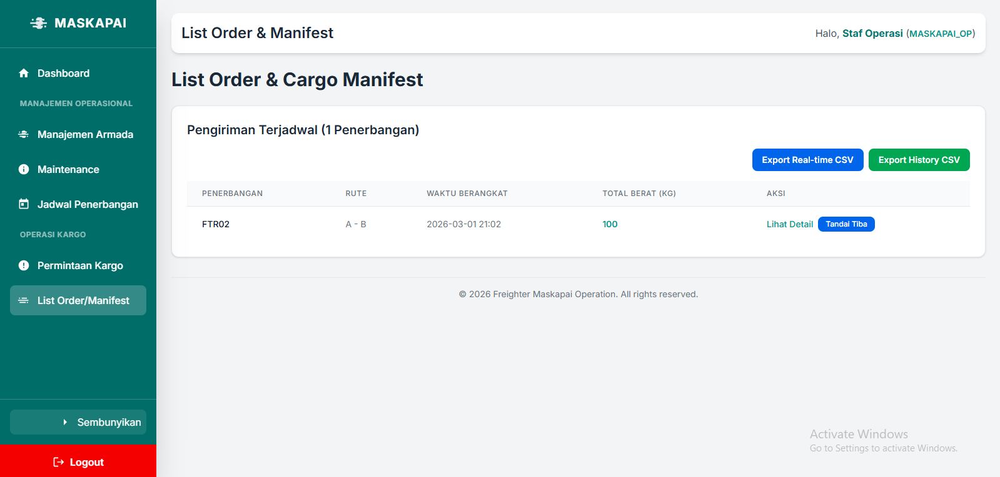 MASKAPAI
Dashboard
MANAJEMEN OPERASIONAL
Manajemen Armada
Maintenance
Jadwal Penerbangan
OPERASI KARGO
Permintaan Kargo
List Order/Manifest
Sembunyikan
Logout
List Order & Manifest
Halo, Staf Operasi (MASKAPAI_OP)
List Order & Cargo Manifest
Pengiriman Terjadwal (1 Penerbangan)
Export Real-time CSV Export History CSV
PENERBANGAN RUTE WAKTU BERANGKAT TOTAL BERAT (KG) AKSI
FTR02 A - B 2026-03-01 21:02 100 Lihat Detail Tandai Tiba
© 2026 Freighter Maskapai Operation. All rights reserved.
Activate Windows
Go to Settings to activate Windows.